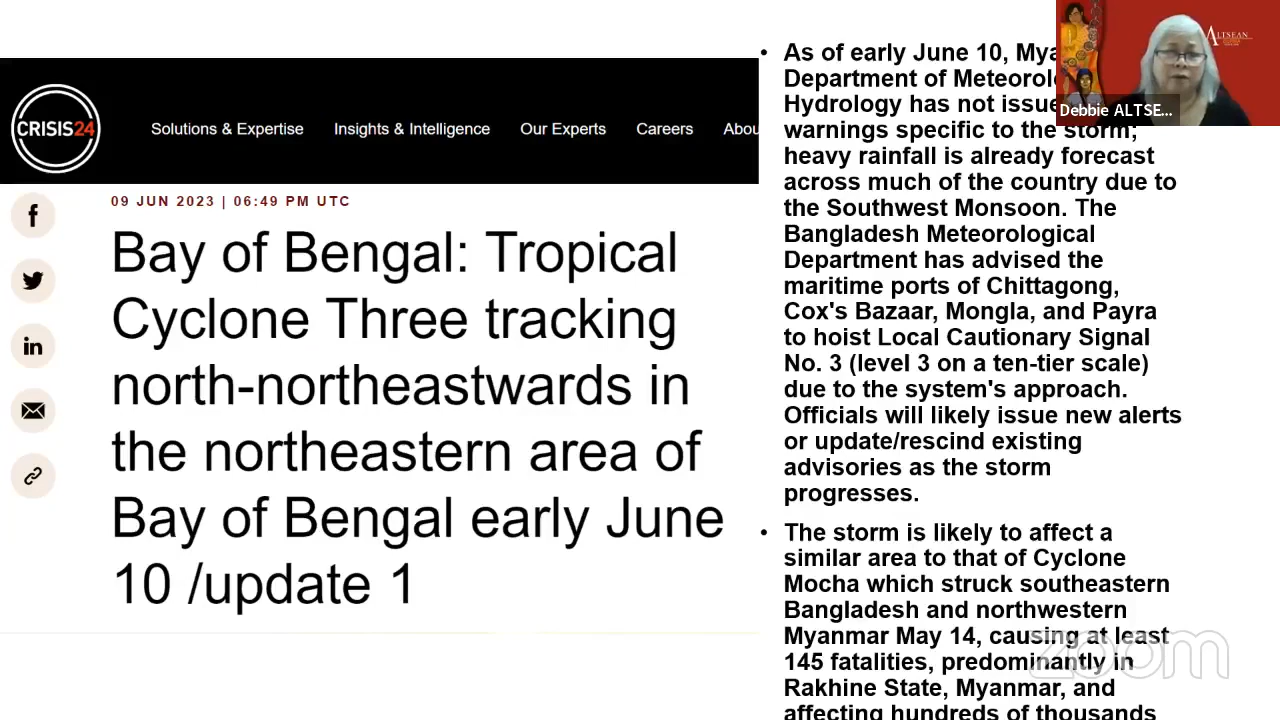 CRISIS24
Solutions & Expertise
Insights & Intelligence
Our Experts
Careers
Abou
09 JUN 2023 | 06:49 PM UTC
Bay of Bengal: Tropical
Cyclone Three tracking
north-northeastwards in
the northeastern area of
Bay of Bengal early June
10 /update 1
• As of early June 10, Mya
Department of Meteorol
Hydrology has not issue
warnings specific to the storm;
heavy rainfall is already forecast
across much of the country due to
the Southwest Monsoon. The
Bangladesh Meteorological
Department has advised the
maritime ports of Chittagong,
Cox's Bazaar, Mongla, and Payra
to hoist Local Cautionary Signal
No. 3 (level 3 on a ten-tier scale)
due to the system's approach.
Officials will likely issue new alerts
or update/rescind existing
advisories as the storm
progresses.
• The storm is likely to affect a
similar area to that of Cyclone
Mocha which struck southeastern
Bangladesh and northwestern
Myanmar May 14, causing at least
145 fatalities, predominantly in
Rakhine State, Myanmar, and
affecting hundreds of thousands
ALTSEAN
Debbie ALTSE...
zoom